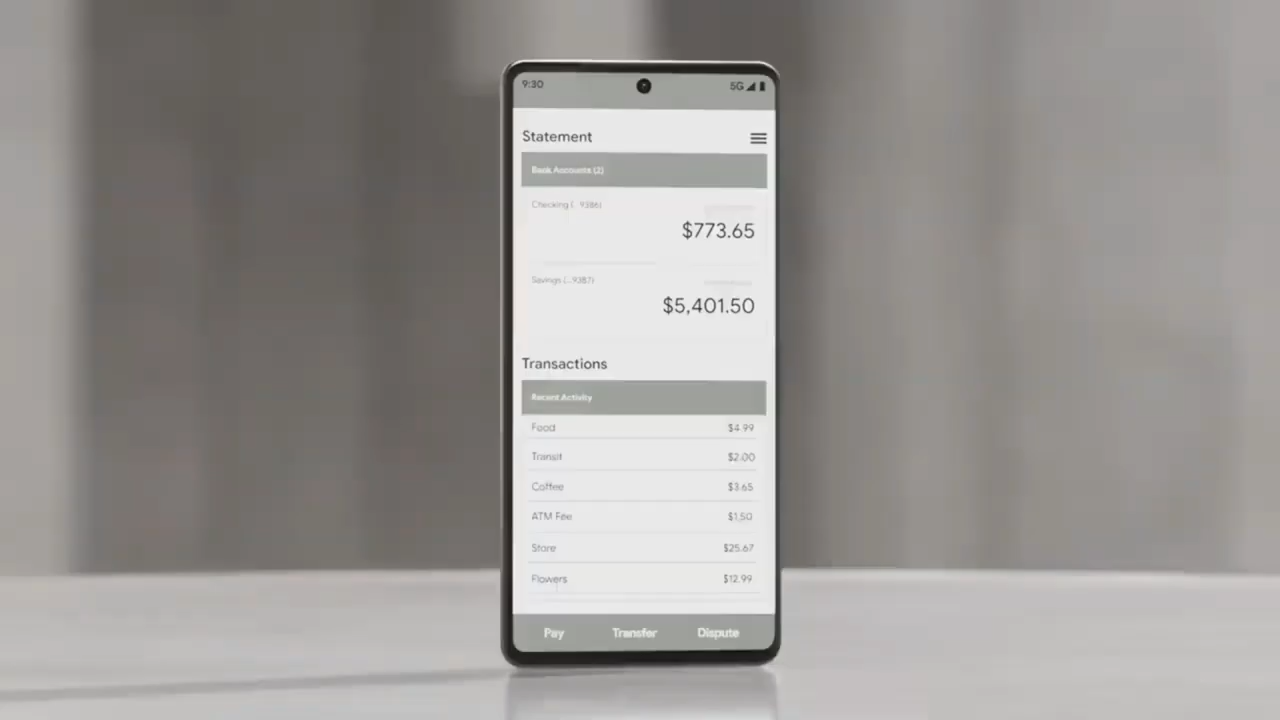 9:30 5G
Statement
Bank Accounts (2)
Checking (...9386)
$773.65
Savings (...9387)
$5,401.50
Transactions
Recent Activity
Food $4.99
Transit $2.00
Coffee $3.65
ATM Fee $1.50
Store $25.67
Flowers $12.99
Pay Transfer Dispute